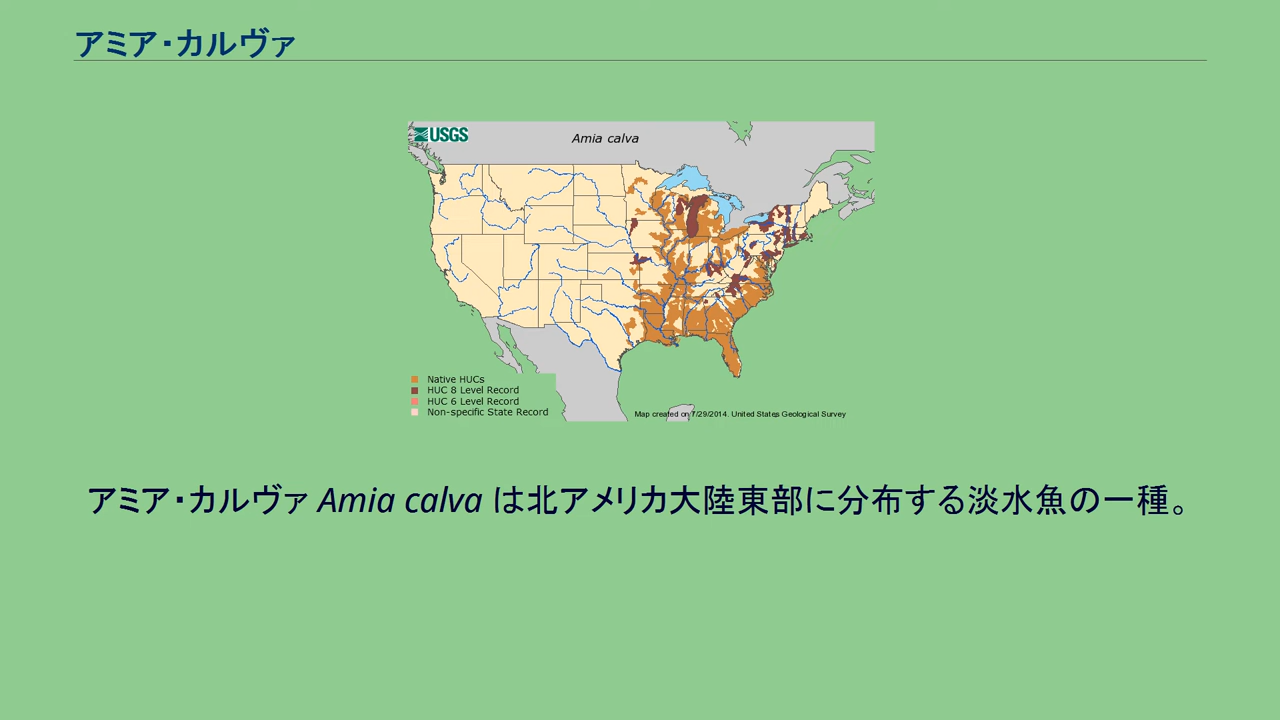 アミア・カルヴァ
USGS
Amia calva
Native HUCs
HUC 8 Level Record
HUC 6 Level Record
Non-specific State Record
Map created on 7/29/2014. United States Geological Survey
アミア・カルヴァ Amia calva は北アメリカ大陸東部に分布する淡水魚の一種。